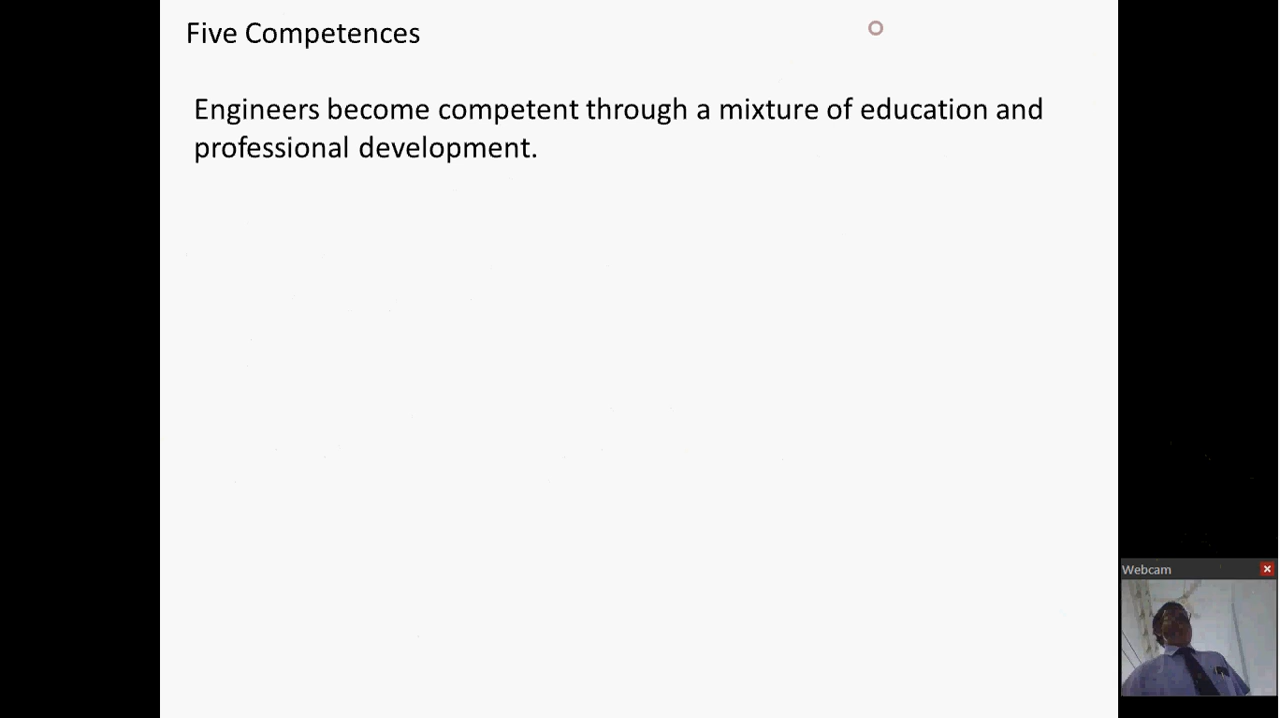 Five Competences
Engineers become competent through a mixture of education and
professional development.
Webcam